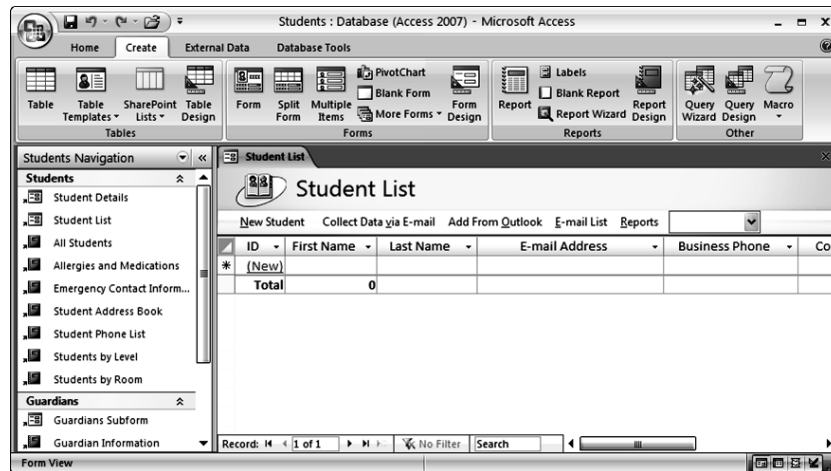 Students : Database (Access 2007) - Microsoft Access
Home Create External Data Database Tools
Table
Table Templates
SharePoint Lists
Table Design
Tables
Form
Split Form
Multiple Items
PivotChart
Blank Form
More Forms
Form Design
Forms
Report
Labels
Blank Report
Report Wizard
Report Design
Reports
Query Wizard
Query Design
Macro
Other
Students Navigation
Students
Student Details
Student List
All Students
Allergies and Medications
Emergency Contact Inform...
Student Address Book
Student Phone List
Students by Level
Students by Room
Guardians
Guardians Subform
Guardian Information
Student List
Student List
New Student Collect Data via E-mail Add From Outlook E-mail List Reports
ID First Name Last Name E-mail Address Business Phone Co
* (New)
Total 0
Record: 1 of 1 No Filter Search
Form View